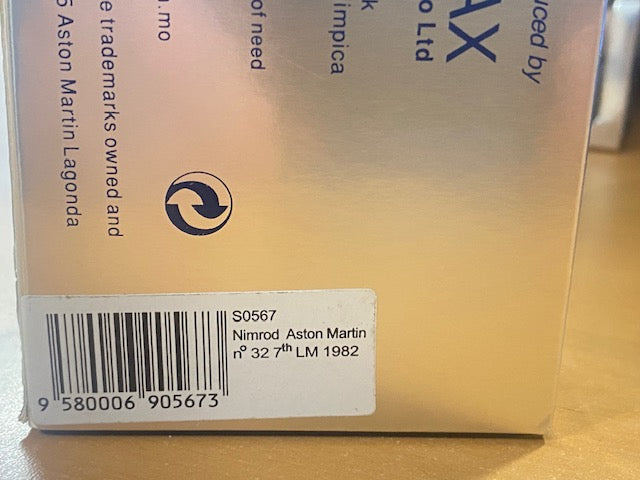 uced by
AX
o Ltd
k
impica
of need
.mo
e trademarks owned and
5 Aston Martin Lagonda
S0567
Nimrod Aston Martin
nº 32 7th LM 1982
9 580006 905673